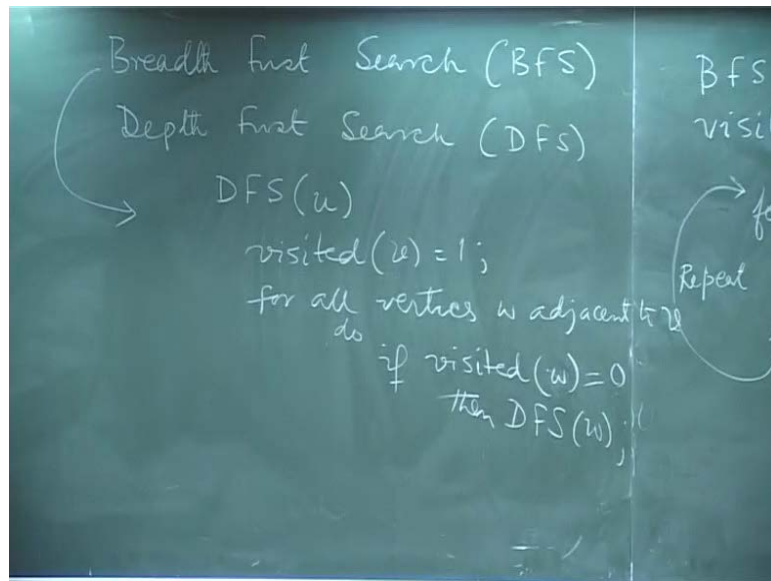 Breadth First Search (BFS)
Depth First Search (DFS)
DFS(u)
visited(v) = 1;
for all vertices w adjacent to v
do
if visited(w) = 0
then DFS(w);
BFS
Repeat